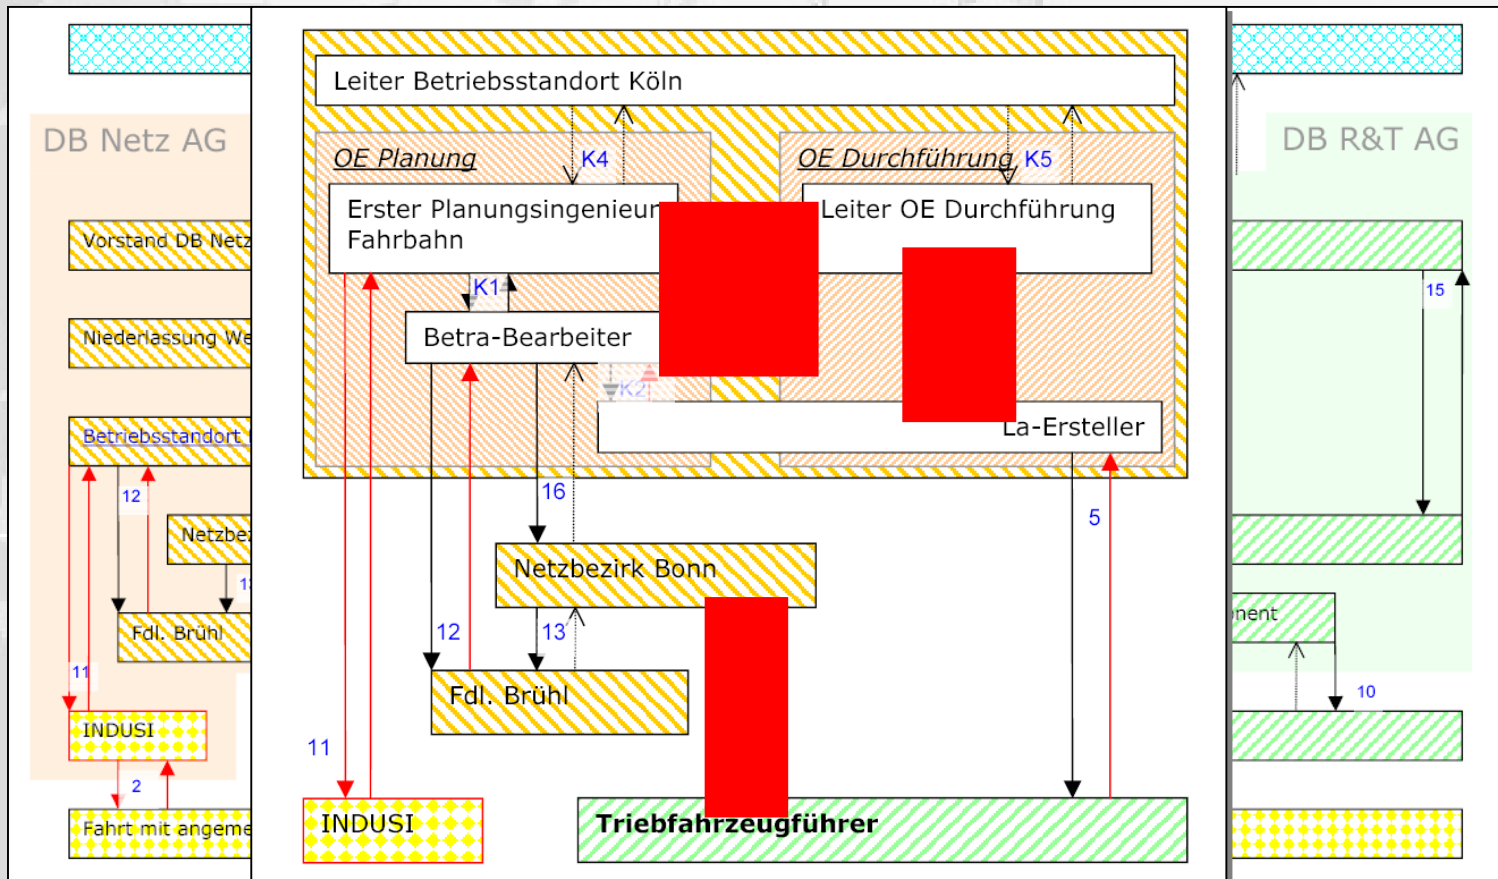 DB Netz AG
Vorstand DB Netz
Niederlassung We
Betriebsstandort
12
Netzbez
13
Fdl. Brühl
11
INDUSI
2
Fahrt mit angeme
Leiter Betriebsstandort Köln
OE Planung
K4
OE Durchführung
K5
Erster Planungsingenieur
Fahrbahn
Leiter OE Durchführung
K1
Betra-Bearbeiter
K2
La-Ersteller
16
5
Netzbezirk Bonn
12
13
Fdl. Brühl
11
INDUSI
Triebfahrzeugführer
DB R&T AG
15
nent
10